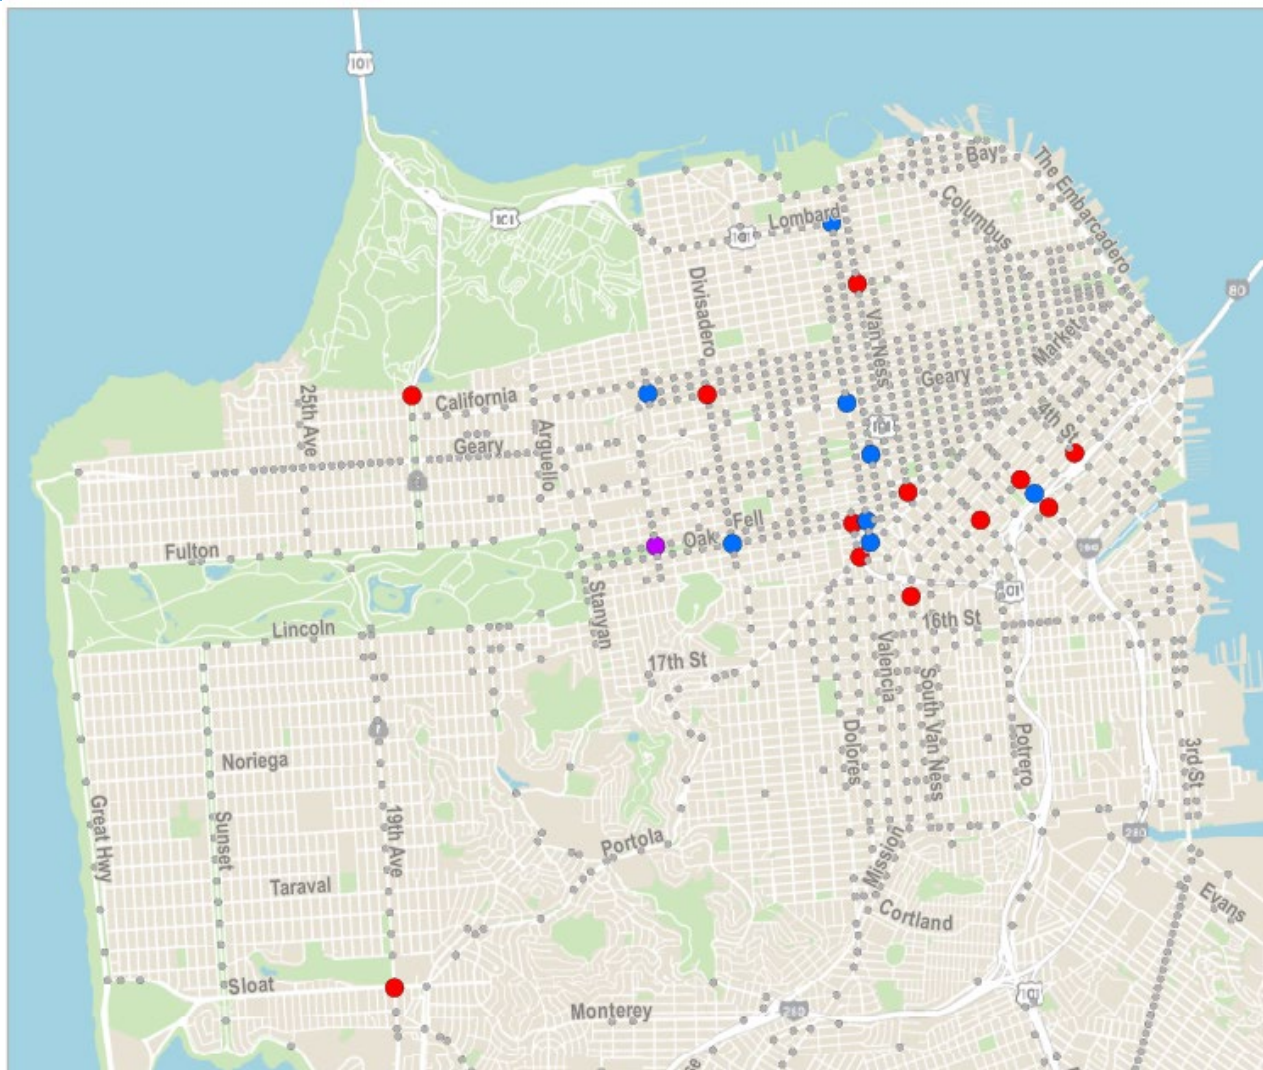 101
Bay
The Embarcadero
Columbus
Lombard
101
101
Divisadero
80
Van Ness
Market
Geary
25th Ave
California
Arguello
Geary
4th St
101
Fell
Oak
Fulton
280
101
Stanyan
16th St
Lincoln
Valencia
17th St
South Van Ness
Dolores
Potrero
3rd St
Noriega
Great Hwy
Sunset
19th Ave
Portola
280
Mission
Taraval
Evans
Cortland
Sloat
101
Monterey
280
se